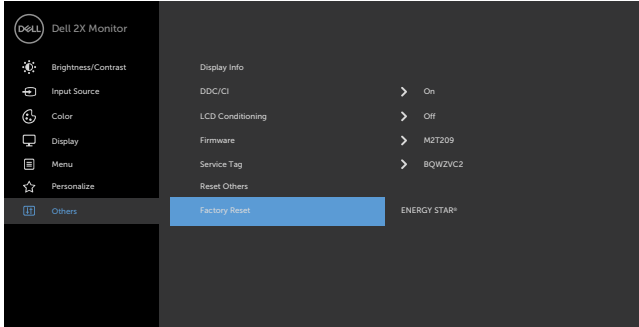 DELL Dell 2X Monitor
Brightness/Contrast
Input Source
Color
Display
Menu
Personalize
Others
Display Info
DDC/CI On
LCD Conditioning Off
Firmware M2T209
Service Tag BQWZVC2
Reset Others
Factory Reset ENERGY STAR®